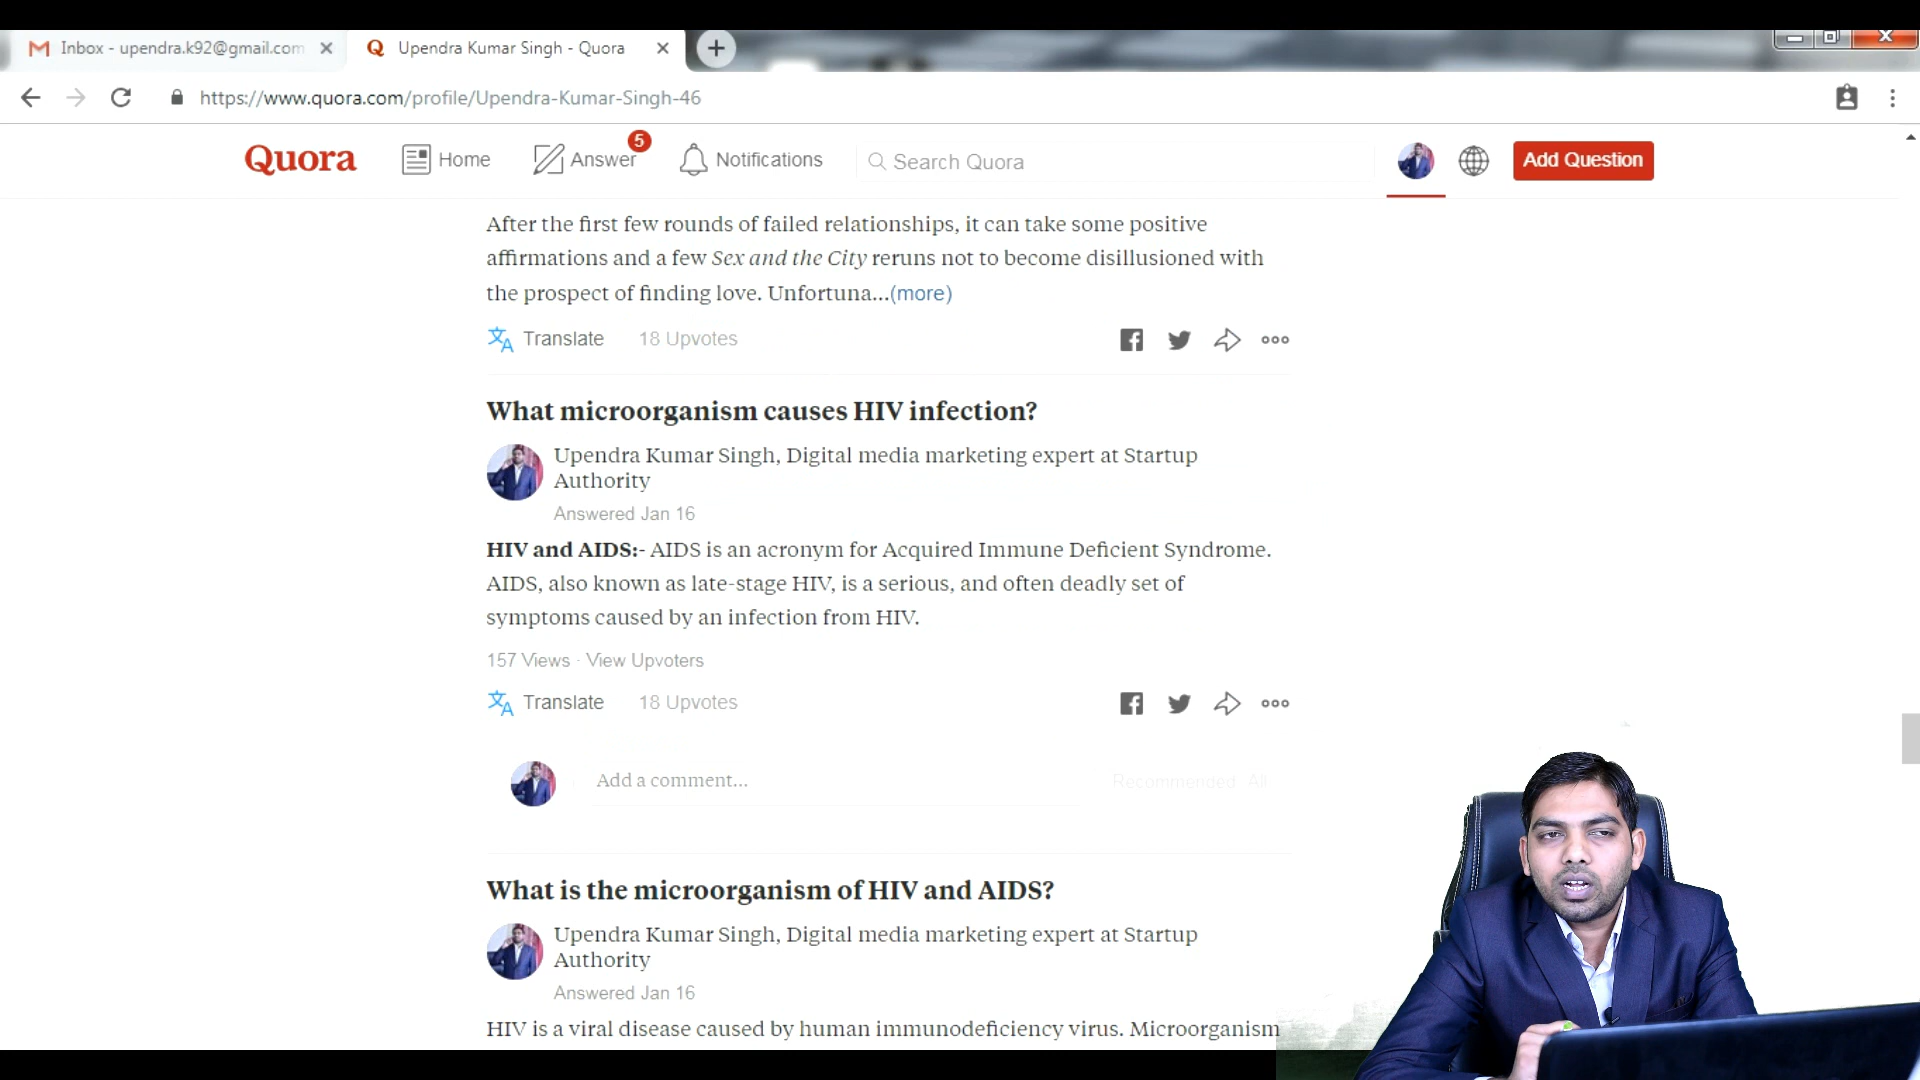 Inbox - upendra.k92@gmail.com
Upendra Kumar Singh - Quora
https://www.quora.com/profile/Upendra-Kumar-Singh-46
Quora Home Answer 5 Notifications Search Quora Add Question
After the first few rounds of failed relationships, it can take some positive
affirmations and a few Sex and the City reruns not to become disillusioned with
the prospect of finding love. Unfortuna...(more)
Translate 18 Upvotes
What microorganism causes HIV infection?
Upendra Kumar Singh, Digital media marketing expert at Startup
Authority
Answered Jan 16
HIV and AIDS:- AIDS is an acronym for Acquired Immune Deficient Syndrome.
AIDS, also known as late-stage HIV, is a serious, and often deadly set of
symptoms caused by an infection from HIV.
157 Views · View Upvoters
Translate 18 Upvotes
Add a comment... Recommended All
What is the microorganism of HIV and AIDS?
Upendra Kumar Singh, Digital media marketing expert at Startup
Authority
Answered Jan 16
HIV is a viral disease caused by human immunodeficiency virus. Microorganism